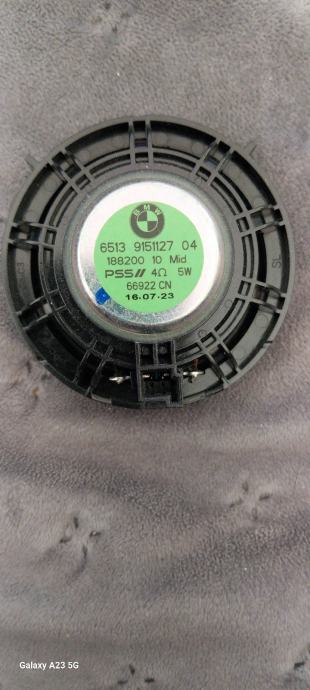 BMW
6513 9151127 04
188200 10 Mid
PSS// 4Ω 5W
66922 CN
16.07.23
Galaxy A23 5G